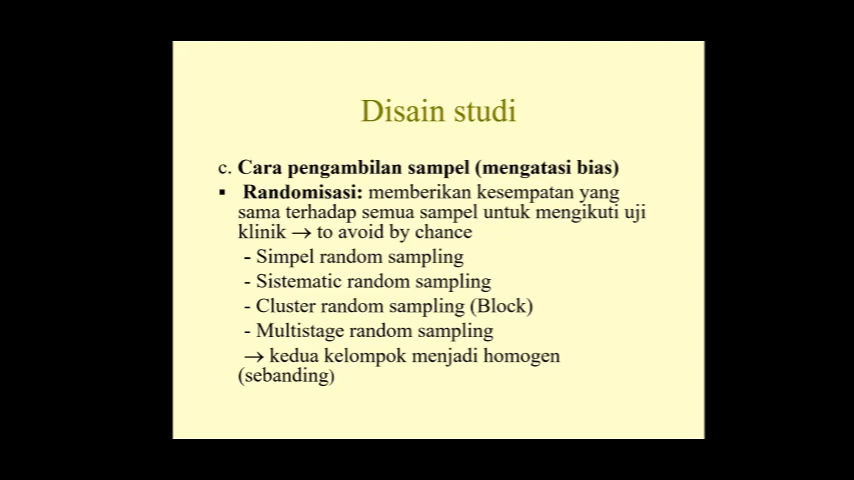 Disain studi
c. Cara pengambilan sampel (mengatasi bias)
▪ Randomisasi: memberikan kesempatan yang
sama terhadap semua sampel untuk mengikuti uji
klinik → to avoid by chance
- Simpel random sampling
- Sistematic random sampling
- Cluster random sampling (Block)
- Multistage random sampling
→ kedua kelompok menjadi homogen
(sebanding)